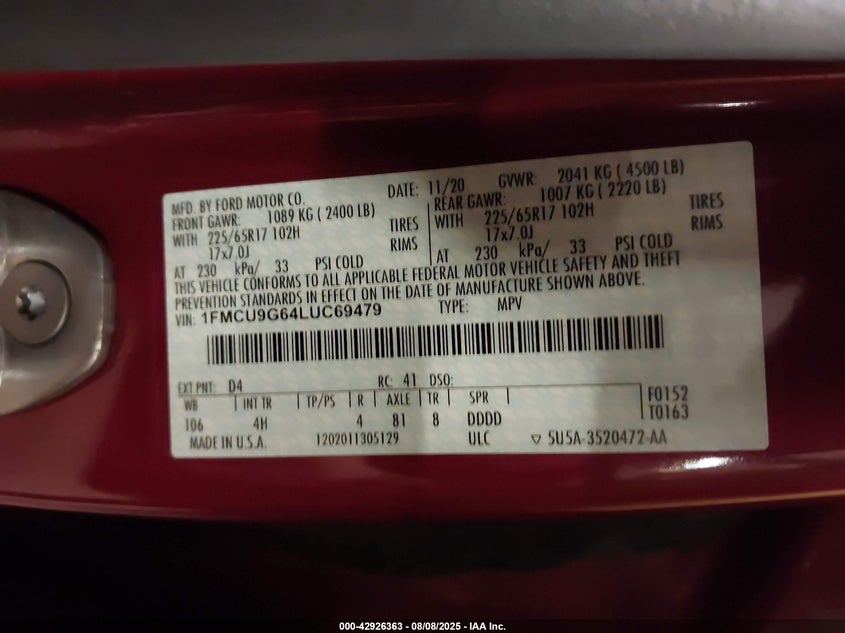 MFD. BY FORD MOTOR CO. DATE: 11/20 GVWR: 2041 KG ( 4500 LB)
FRONT GAWR: 1089 KG ( 2400 LB) REAR GAWR: 1007 KG ( 2220 LB)
WITH 225/65R17 102H TIRES WITH 225/65R17 102H TIRES
17x7.0J RIMS 17x7.0J RIMS
AT 230 kPa/ 33 PSI COLD AT 230 kPa/ 33 PSI COLD
THIS VEHICLE CONFORMS TO ALL APPLICABLE FEDERAL MOTOR VEHICLE SAFETY AND THEFT
PREVENTION STANDARDS IN EFFECT ON THE DATE OF MANUFACTURE SHOWN ABOVE.
VIN: 1FMCU9G64LUC69479 TYPE: MPV
EXT PNT: D4 RC: 41 DSO:
WB INT TR TP/PS R AXLE TR SPR F0152
106 4H 4 81 8 DDDD T0163
MADE IN U.S.A. 1202011305129 ULC ▽ 5U5A-3520472-AA
000-42926363 - 08/08/2025 - IAA Inc.